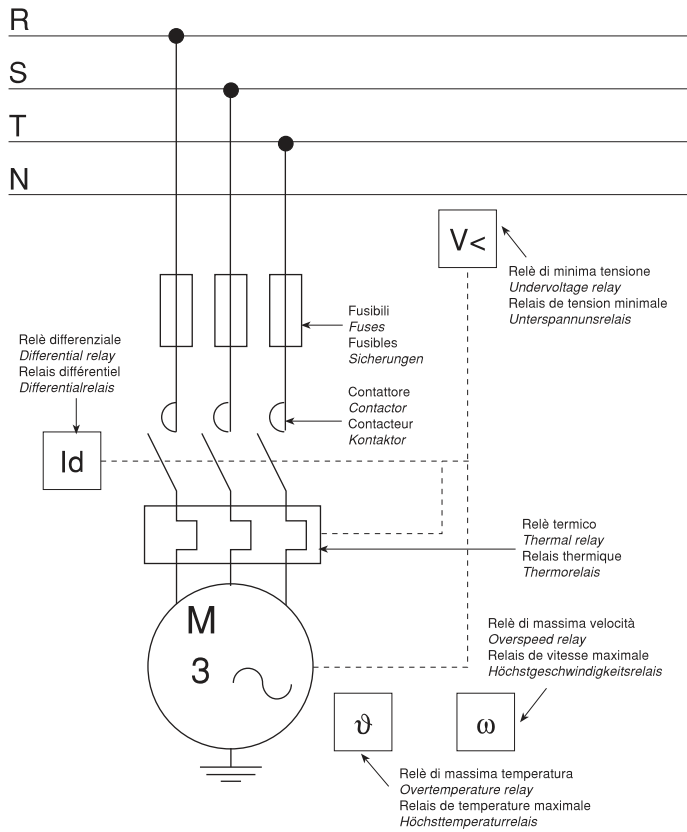 R
S
T
N
V<
Relè di minima tensione
Undervoltage relay
Relais de tension minimale
Unterspannunsrelais
Fusibili
Fuses
Fusibles
Sicherungen
Relè differenziale
Differential relay
Relais différentiel
Differentialrelais
Contattore
Contactor
Contacteur
Kontaktor
Id
Relè termico
Thermal relay
Relais thermique
Thermorelais
M
3
Relè di massima velocità
Overspeed relay
Relais de vitesse maximale
Höchstgeschwindigkeitsrelais
ϑ
ω
Relè di massima temperatura
Overtemperature relay
Relais de temperature maximale
Höchsttemperaturrelais